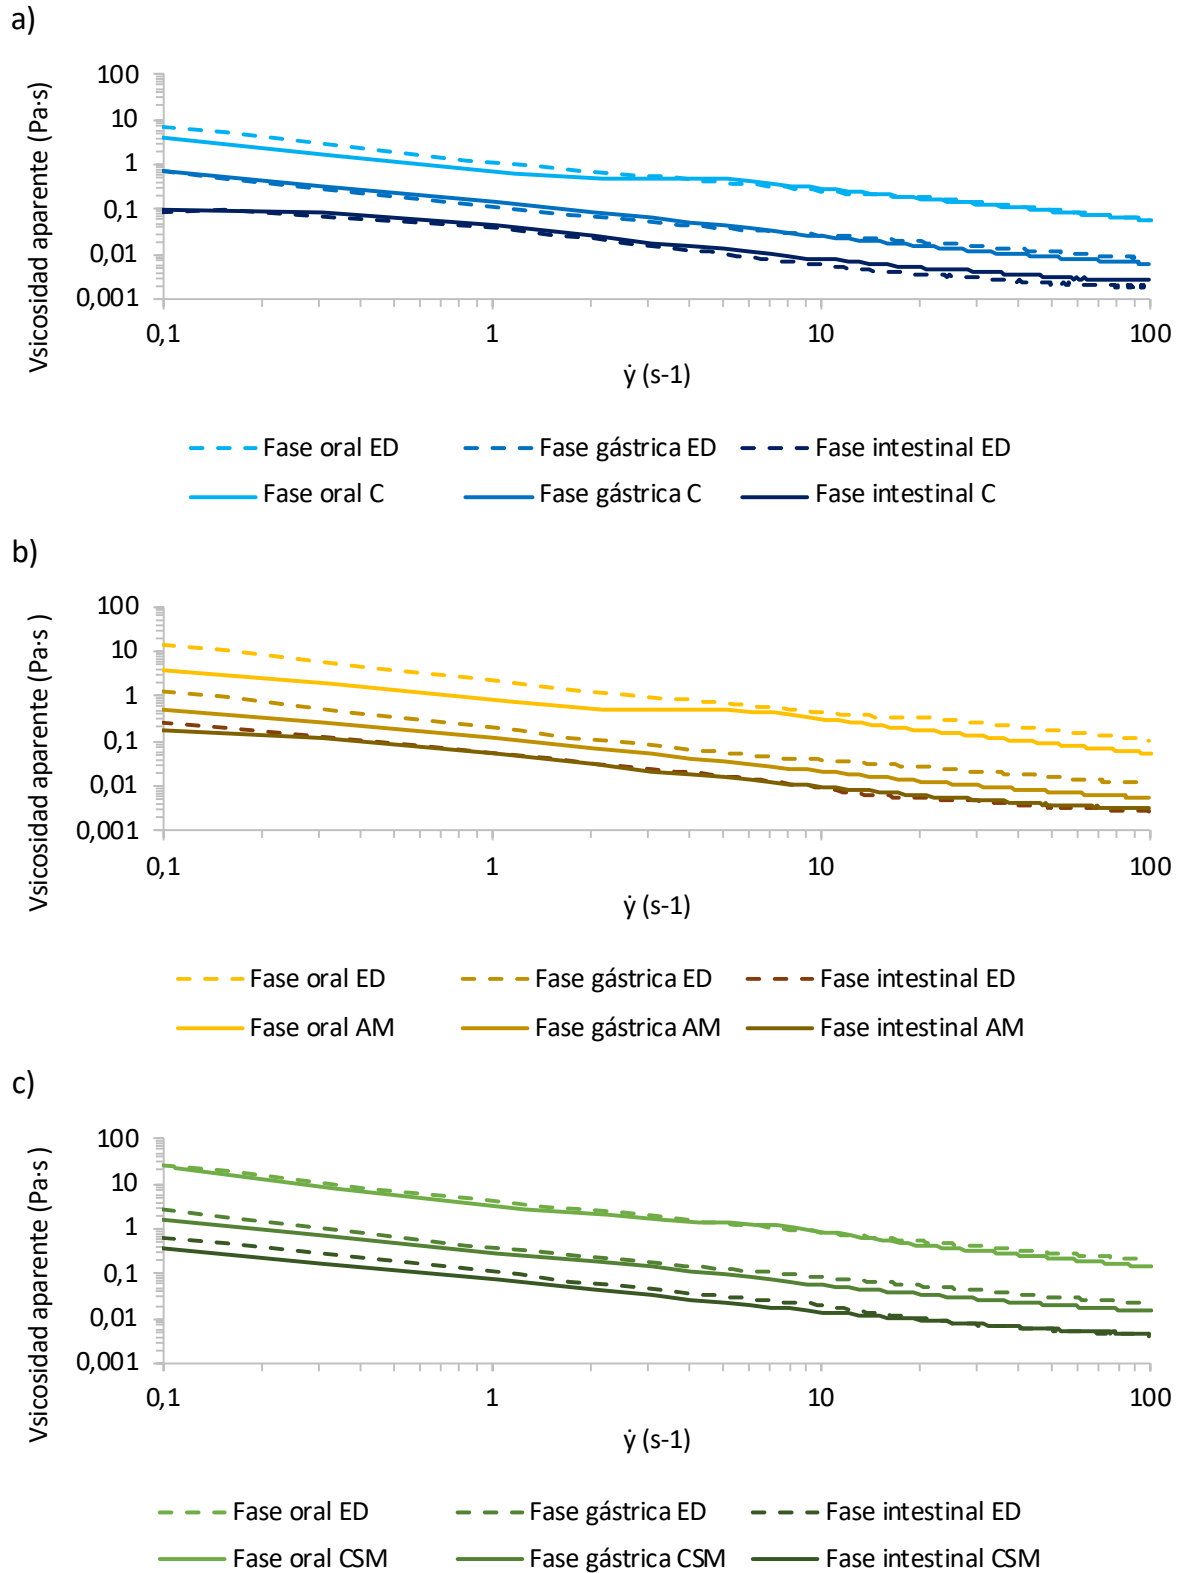 a)
Vsicosidad aparente (Pa·s)
100
10
1
0,1
0,01
0,001
0,1 1 10 100
ẏ (s-1)
Fase oral ED Fase gástrica ED Fase intestinal ED
Fase oral C Fase gástrica C Fase intestinal C
b)
Vsicosidad aparente (Pa·s )
100
10
1
0,1
0,01
0,001
0,1 1 10 100
ẏ (s-1)
Fase oral ED Fase gástrica ED Fase intestinal ED
Fase oral AM Fase gástrica AM Fase intestinal AM
c)
Vsicosidad aparente (Pa·s )
100
10
1
0,1
0,01
0,001
0,1 1 10 100
ẏ (s-1)
Fase oral ED Fase gástrica ED Fase intestinal ED
Fase oral CSM Fase gástrica CSM Fase intestinal CSM